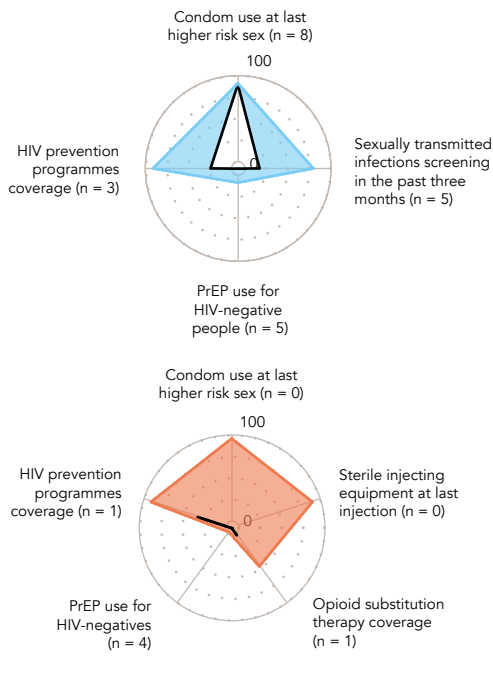 Condom use at last
higher risk sex (n = 8)
100
HIV prevention
programmes
coverage (n = 3)
0
Sexually transmitted
infections screening
in the past three
months (n = 5)
PrEP use for
HIV-negative
people (n = 5)
Condom use at last
higher risk sex (n = 0)
100
HIV prevention
programmes
coverage (n = 1)
0
Sterile injecting
equipment at last
injection (n = 0)
PrEP use for
HIV-negatives
(n = 4)
Opioid substitution
therapy coverage
(n = 1)